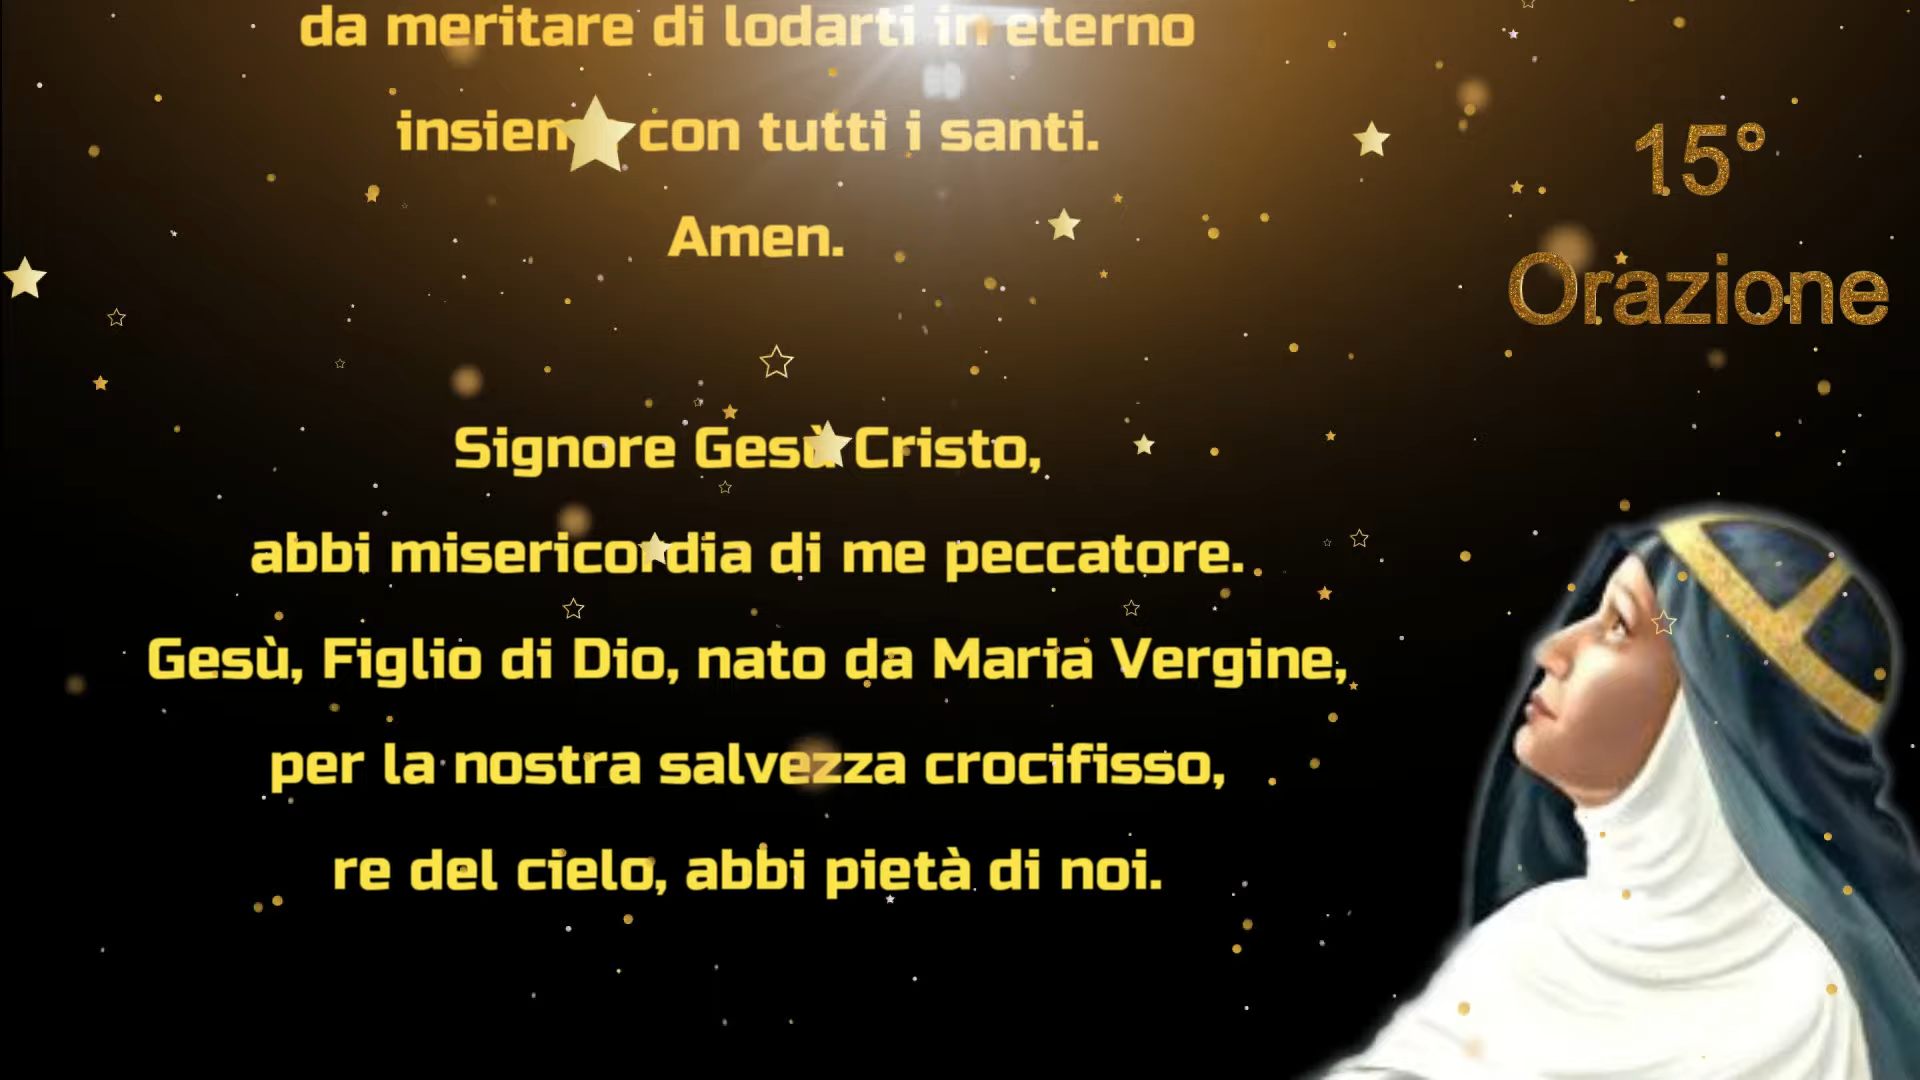 da meritare di lodarti in eterno
insieme con tutti i santi.
Amen.
Signore Gesù Cristo,
abbi misericordia di me peccatore.
Gesù, Figlio di Dio, nato da Maria Vergine,
per la nostra salvezza crocifisso,
re del cielo, abbi pietà di noi.
15°
Orazione